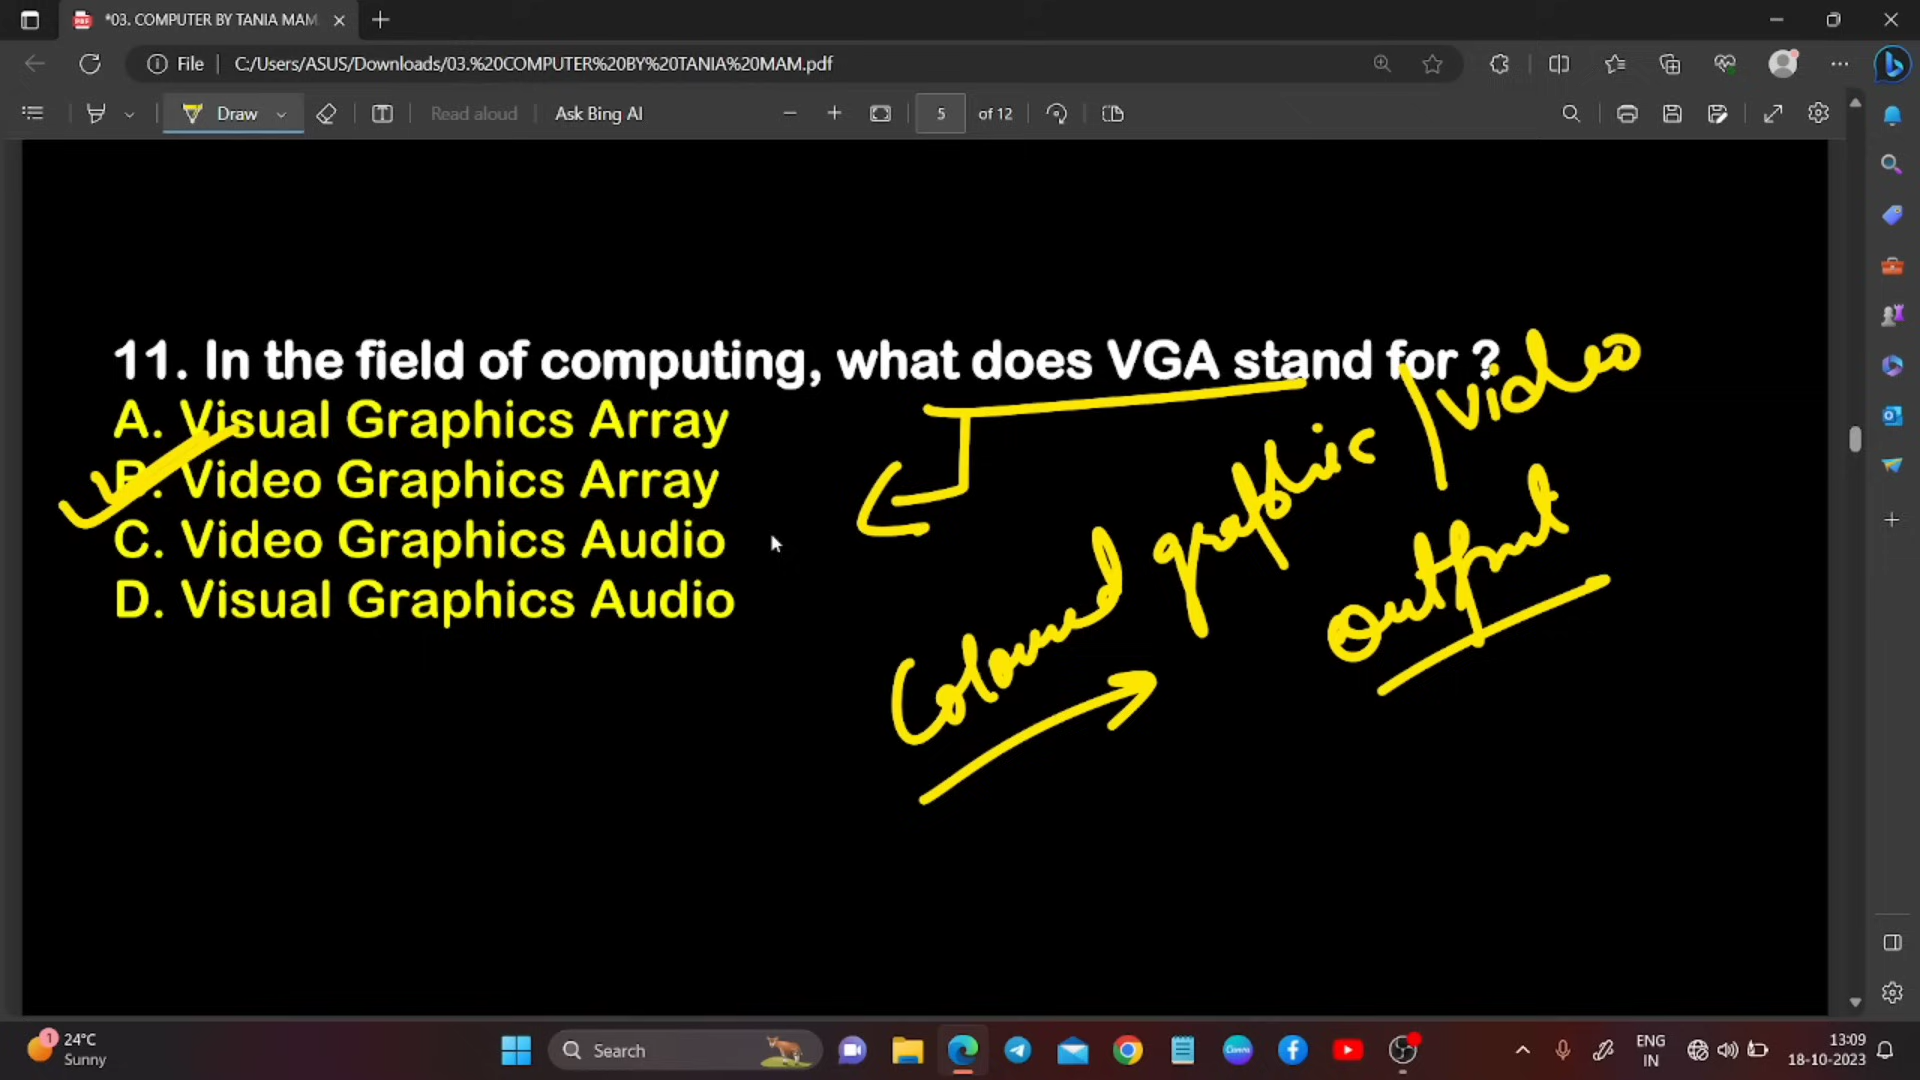 *03. COMPUTER BY TANIA MAM
File
C:/Users/ASUS/Downloads/03.%20COMPUTER%20BY%20TANIA%20MAM.pdf
Draw
Read aloud
Ask Bing AI
5
of 12
11. In the field of computing, what does VGA stand for ?
A. Visual Graphics Array
B. Video Graphics Array
C. Video Graphics Audio
D. Visual Graphics Audio
Coloured graphic / video
output
1
24°C
Sunny
Search
Canva
ENG
IN
13:09
18-10-2023